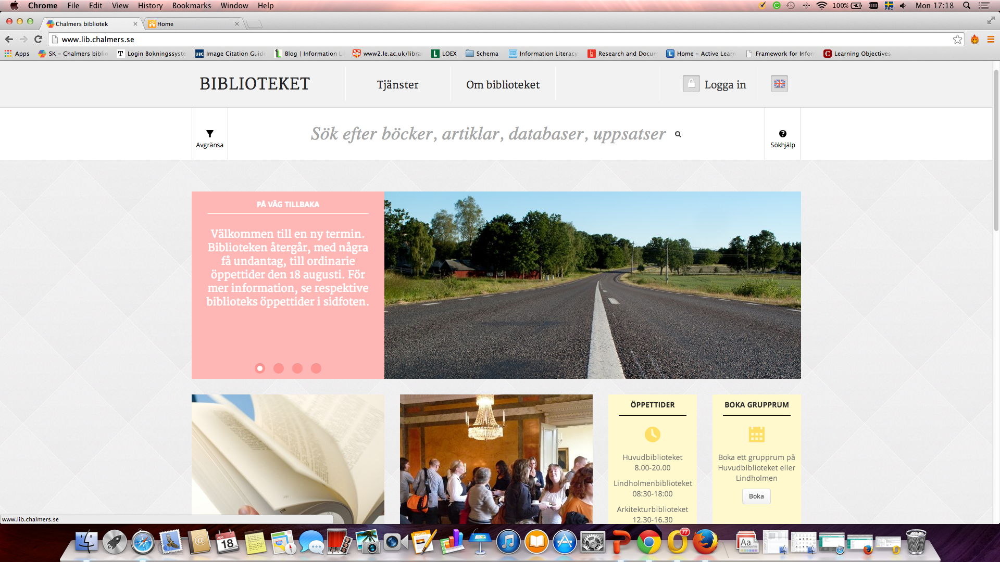 Chrome File Edit View History Bookmarks Window Help 100% PRO Mon 17:18
Chalmers bibliotek Home
www.lib.chalmers.se
Apps SK – Chalmers biblio Login Bokningssyste UBC Image Citation Guide Blog | Information Li www2.le.ac.uk/libra LOEX Schema Information Literacy Research and Docum Home – Active Learn Framework for Infor Learning Objectives
BIBLIOTEKET Tjänster Om biblioteket Logga in
Sök efter böcker, artiklar, databaser, uppsatser
Avgränsa Sökhjälp
PÅ VÄG TILLBAKA
Välkommen till en ny termin.
Biblioteken återgår, med några
få undantag, till ordinarie
öppettider den 18 augusti. För
mer information, se respektive
biblioteks öppettider i sidfoten.
ÖPPETTIDER
Huvudbiblioteket
8.00-20.00
Lindholmenbiblioteket
08:30-18:00
Arkitekturbiblioteket
12.30-16.30
BOKA GRUPPRUM
Boka ett grupprum på
Huvudbiblioteket eller
Lindholmen
Boka
www.lib.chalmers.se
AUG
18
PAGES
77
Aa